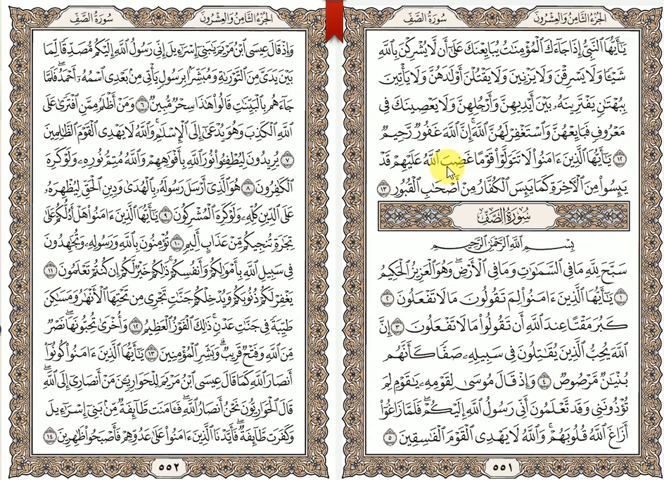 الجزء الثامن والعشرون سورة الصف
يَٰٓأَيُّهَا ٱلنَّبِىُّ إِذَا جَآءَكَ ٱلْمُؤْمِنَٰتُ يُبَايِعْنَكَ عَلَىٰٓ أَن لَّا يُشْرِكْنَ بِٱللَّهِ
شَيْـًٔا وَلَا يَسْرِقْنَ وَلَا يَزْنِينَ وَلَا يَقْتُلْنَ أَوْلَٰدَهُنَّ وَلَا يَأْتِينَ
بِبُهْتَٰنٍ يَفْتَرِينَهُۥ بَيْنَ أَيْدِيهِنَّ وَأَرْجُلِهِنَّ وَلَا يَعْصِينَكَ فِى
مَعْرُوفٍ فَبَايِعْهُنَّ وَٱسْتَغْفِرْ لَهُنَّ ٱللَّهَ إِنَّ ٱللَّهَ غَفُورٌ رَّحِيمٌ
١٢ يَٰٓأَيُّهَا ٱلَّذِينَ ءَامَنُوا۟ لَا تَتَوَلَّوْا۟ قَوْمًا غَضِبَ ٱللَّهُ عَلَيْهِمْ قَدْ
يَئِسُوا۟ مِنَ ٱلْءَاخِرَةِ كَمَا يَئِسَ ٱلْكُفَّارُ مِنْ أَصْحَٰبِ ٱلْقُبُورِ ١٣
سورة الصف
بِسْمِ ٱللَّهِ ٱلرَّحْمَٰنِ ٱلرَّحِيمِ
سَبَّحَ لِلَّهِ مَا فِى ٱلسَّمَٰوَٰتِ وَمَا فِى ٱلْأَرْضِ وَهُوَ ٱلْعَزِيزُ ٱلْحَكِيمُ
١ يَٰٓأَيُّهَا ٱلَّذِينَ ءَامَنُوا۟ لِمَ تَقُولُونَ مَا لَا تَفْعَلُونَ ٢
كَبُرَ مَقْتًا عِندَ ٱللَّهِ أَن تَقُولُوا۟ مَا لَا تَفْعَلُونَ ٣ إِنَّ
ٱللَّهَ يُحِبُّ ٱلَّذِينَ يُقَٰتِلُونَ فِى سَبِيلِهِۦ صَفًّا كَأَنَّهُم
بُنْيَٰنٌ مَّرْصُوصٌ ٤ وَإِذْ قَالَ مُوسَىٰ لِقَوْمِهِۦ يَٰقَوْمِ لِمَ
تُؤْذُونَنِى وَقَد تَّعْلَمُونَ أَنِّى رَسُولُ ٱللَّهِ إِلَيْكُمْ فَلَمَّا زَاغُوٓا۟
أَزَاغَ ٱللَّهُ قُلُوبَهُمْ وَٱللَّهُ لَا يَهْدِى ٱلْقَوْمَ ٱلْفَٰسِقِينَ ٥
٥٥١
الجزء الثامن والعشرون سورة الصف
وَإِذْ قَالَ عِيسَى ٱبْنُ مَرْيَمَ يَٰبَنِىٓ إِسْرَٰٓءِيلَ إِنِّى رَسُولُ ٱللَّهِ إِلَيْكُم مُّصَدِّقًا لِّمَا
بَيْنَ يَدَىَّ مِنَ ٱلتَّوْرَىٰةِ وَمُبَشِّرًۢا بِرَسُولٍ يَأْتِى مِنۢ بَعْدِى ٱسْمُهُۥٓ أَحْمَدُ فَلَمَّا
جَآءَهُم بِٱلْبَيِّنَٰتِ قَالُوا۟ هَٰذَا سِحْرٌ مُّبِينٌ ٦ وَمَنْ أَظْلَمُ مِمَّنِ ٱفْتَرَىٰ عَلَى
ٱللَّهِ ٱلْكَذِبَ وَهُوَ يُدْعَىٰٓ إِلَى ٱلْإِسْلَٰمِ وَٱللَّهُ لَا يَهْدِى ٱلْقَوْمَ ٱلظَّٰلِمِينَ
٧ يُرِيدُونَ لِيُطْفِـُٔوا۟ نُورَ ٱللَّهِ بِأَفْوَٰهِهِمْ وَٱللَّهُ مُتِمُّ نُورِهِۦ وَلَوْ كَرِهَ
ٱلْكَٰفِرُونَ ٨ هُوَ ٱلَّذِىٓ أَرْسَلَ رَسُولَهُۥ بِٱلْهُدَىٰ وَدِينِ ٱلْحَقِّ لِيُظْهِرَهُۥ
عَلَى ٱلدِّينِ كُلِّهِۦ وَلَوْ كَرِهَ ٱلْمُشْرِكُونَ ٩ يَٰٓأَيُّهَا ٱلَّذِينَ ءَامَنُوا۟ هَلْ أَدُلُّكُمْ عَلَىٰ
تِجَٰرَةٍ تُنجِيكُم مِّنْ عَذَابٍ أَلِيمٍ ١٠ تُؤْمِنُونَ بِٱللَّهِ وَرَسُولِهِۦ وَتُجَٰهِدُونَ
فِى سَبِيلِ ٱللَّهِ بِأَمْوَٰلِكُمْ وَأَنفُسِكُمْ ذَٰلِكُمْ خَيْرٌ لَّكُمْ إِن كُنتُمْ تَعْلَمُونَ ١١
يَغْفِرْ لَكُمْ ذُنُوبَكُمْ وَيُدْخِلْكُمْ جَنَّٰتٍ تَجْرِى مِن تَحْتِهَا ٱلْأَنْهَٰرُ وَمَسَٰكِنَ
طَيِّبَةً فِى جَنَّٰتِ عَدْنٍ ذَٰلِكَ ٱلْفَوْزُ ٱلْعَظِيمُ ١٢ وَأُخْرَىٰ تُحِبُّونَهَا نَصْرٌ
مِّنَ ٱللَّهِ وَفَتْحٌ قَرِيبٌ وَبَشِّرِ ٱلْمُؤْمِنِينَ ١٣ يَٰٓأَيُّهَا ٱلَّذِينَ ءَامَنُوا۟ كُونُوٓا۟
أَنصَارَ ٱللَّهِ كَمَا قَالَ عِيسَى ٱبْنُ مَرْيَمَ لِلْحَوَارِيِّـۧنَ مَنْ أَنصَارِىٓ إِلَى ٱللَّهِ
قَالَ ٱلْحَوَارِيُّونَ نَحْنُ أَنصَارُ ٱللَّهِ فَـَٔامَنَت طَّآئِفَةٌ مِّنۢ بَنِىٓ إِسْرَٰٓءِيلَ
وَكَفَرَت طَّآئِفَةٌ فَأَيَّدْنَا ٱلَّذِينَ ءَامَنُوا۟ عَلَىٰ عَدُوِّهِمْ فَأَصْبَحُوا۟ ظَٰهِرِينَ ١٤
٥٥٢